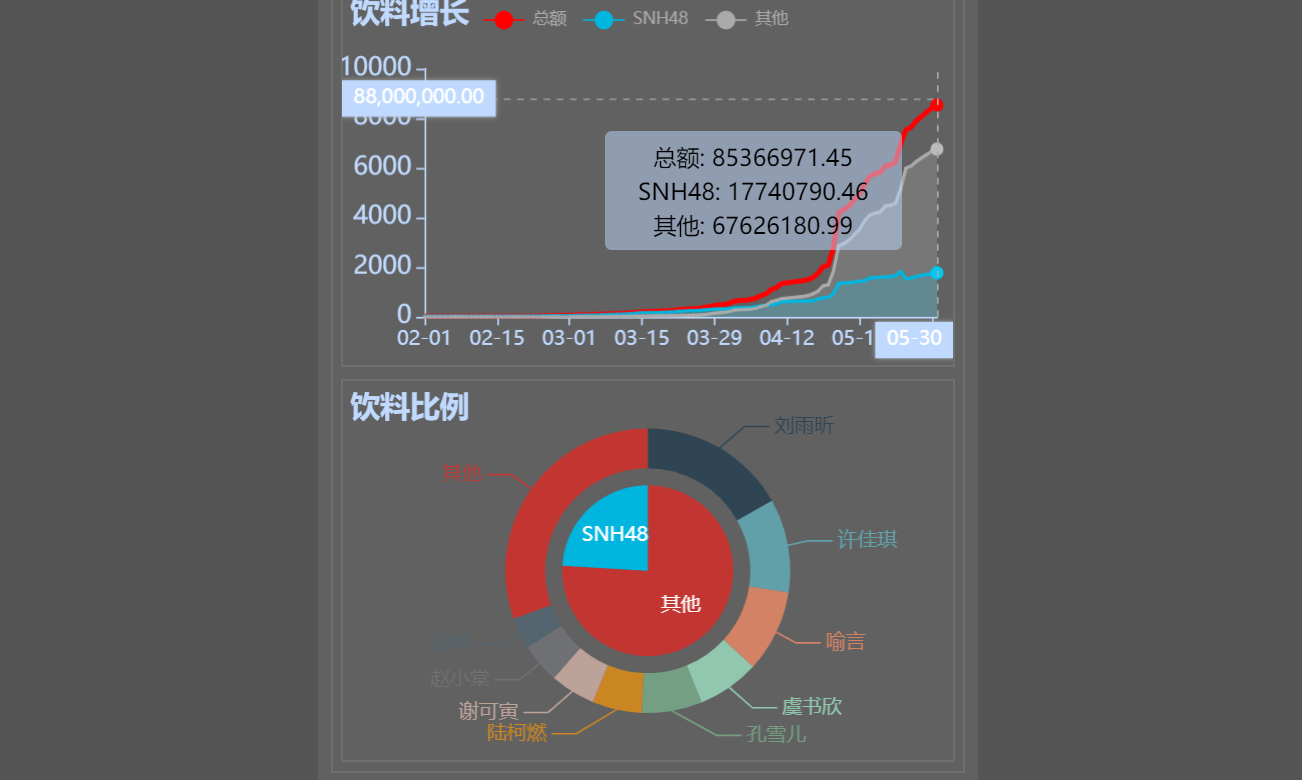 饮料增长 总额 SNH48 其他
10000
88,000,000.00
8000
6000
4000
2000
0
总额: 85366971.45
SNH48: 17740790.46
其他: 67626180.99
02-01 02-15 03-01 03-15 03-29 04-12 05-1 05-30
饮料比例
刘雨昕
其他
SNH48
许佳琪
其他
喻言
赵小棠
谢可寅
虞书欣
陆柯燃
孔雪儿